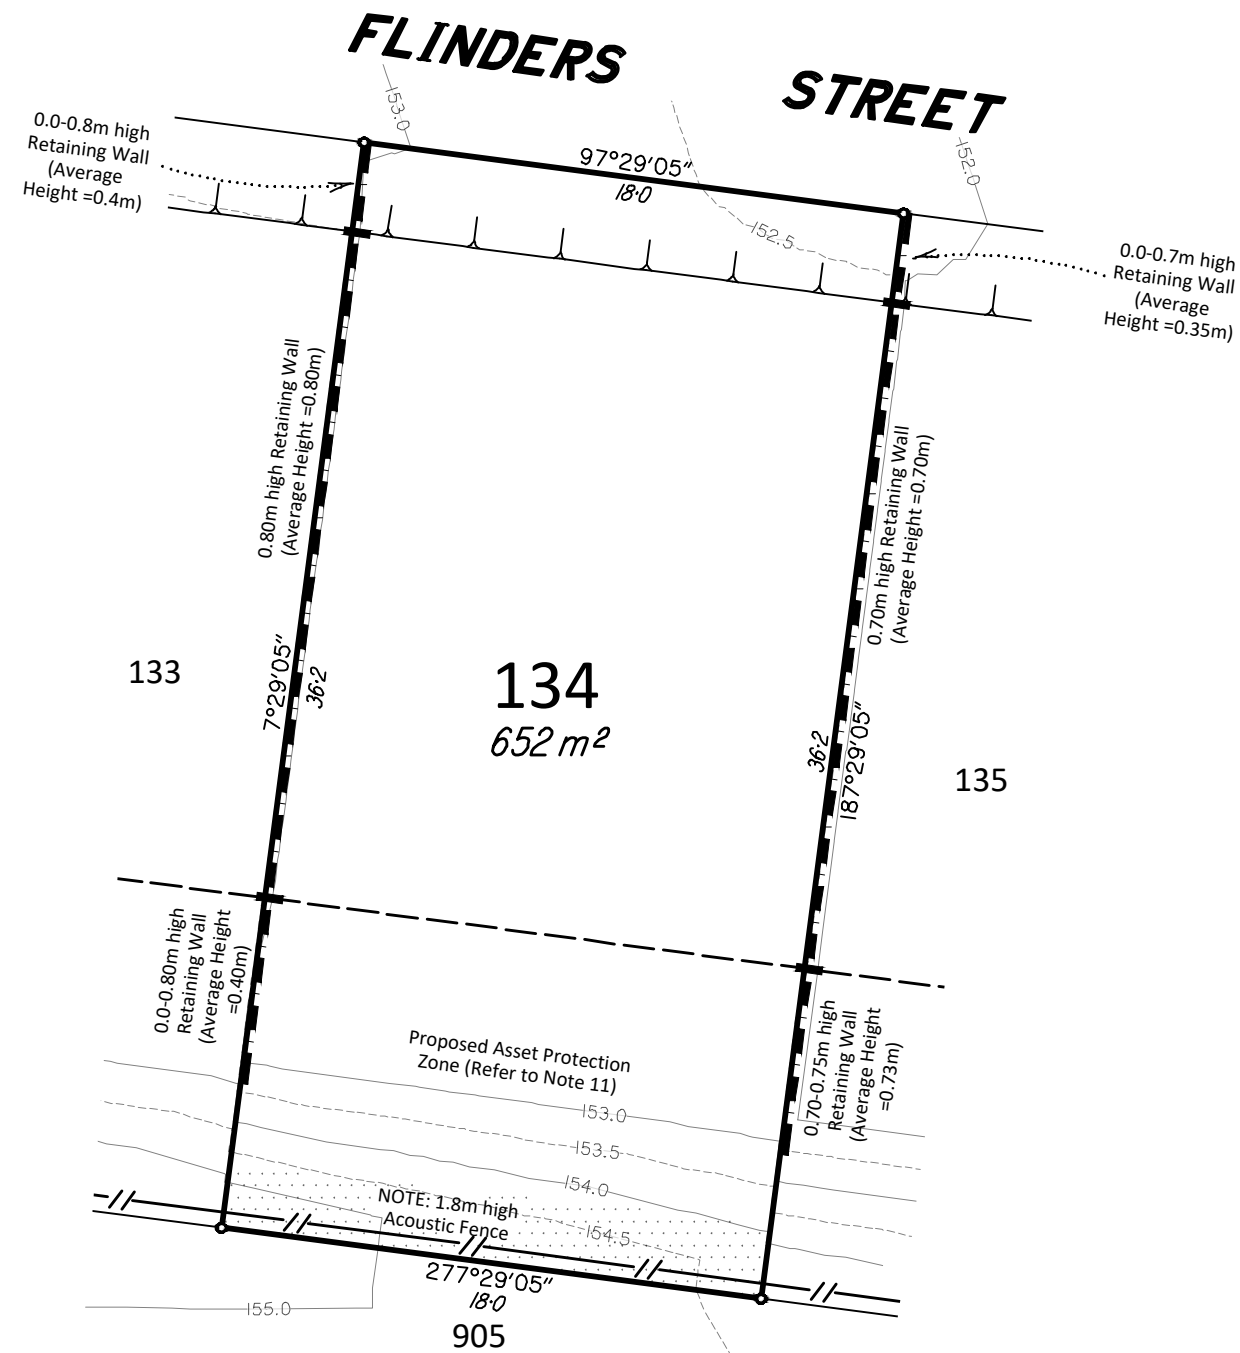 FLINDERS STREET
153.0
152.0
0.0-0.8m high
Retaining Wall
(Average
Height =0.4m)
97°29'05"
18·0
152.5
0.0-0.7m high
Retaining Wall
(Average
Height =0.35m)
0.80m high Retaining Wall
(Average Height =0.80m)
0.70m high Retaining Wall
(Average Height =0.70m)
7°29'05"
36·2
133
134
652 m²
36·2
187°29'05"
135
0.0-0.80m high
Retaining Wall
(Average Height
=0.40m)
0.70-0.75m high
Retaining Wall
(Average Height
=0.73m)
Proposed Asset Protection
Zone (Refer to Note 11)
153.0
153.5
154.0
NOTE: 1.8m high
Acoustic Fence
154.5
277°29'05"
18·0
155.0
905